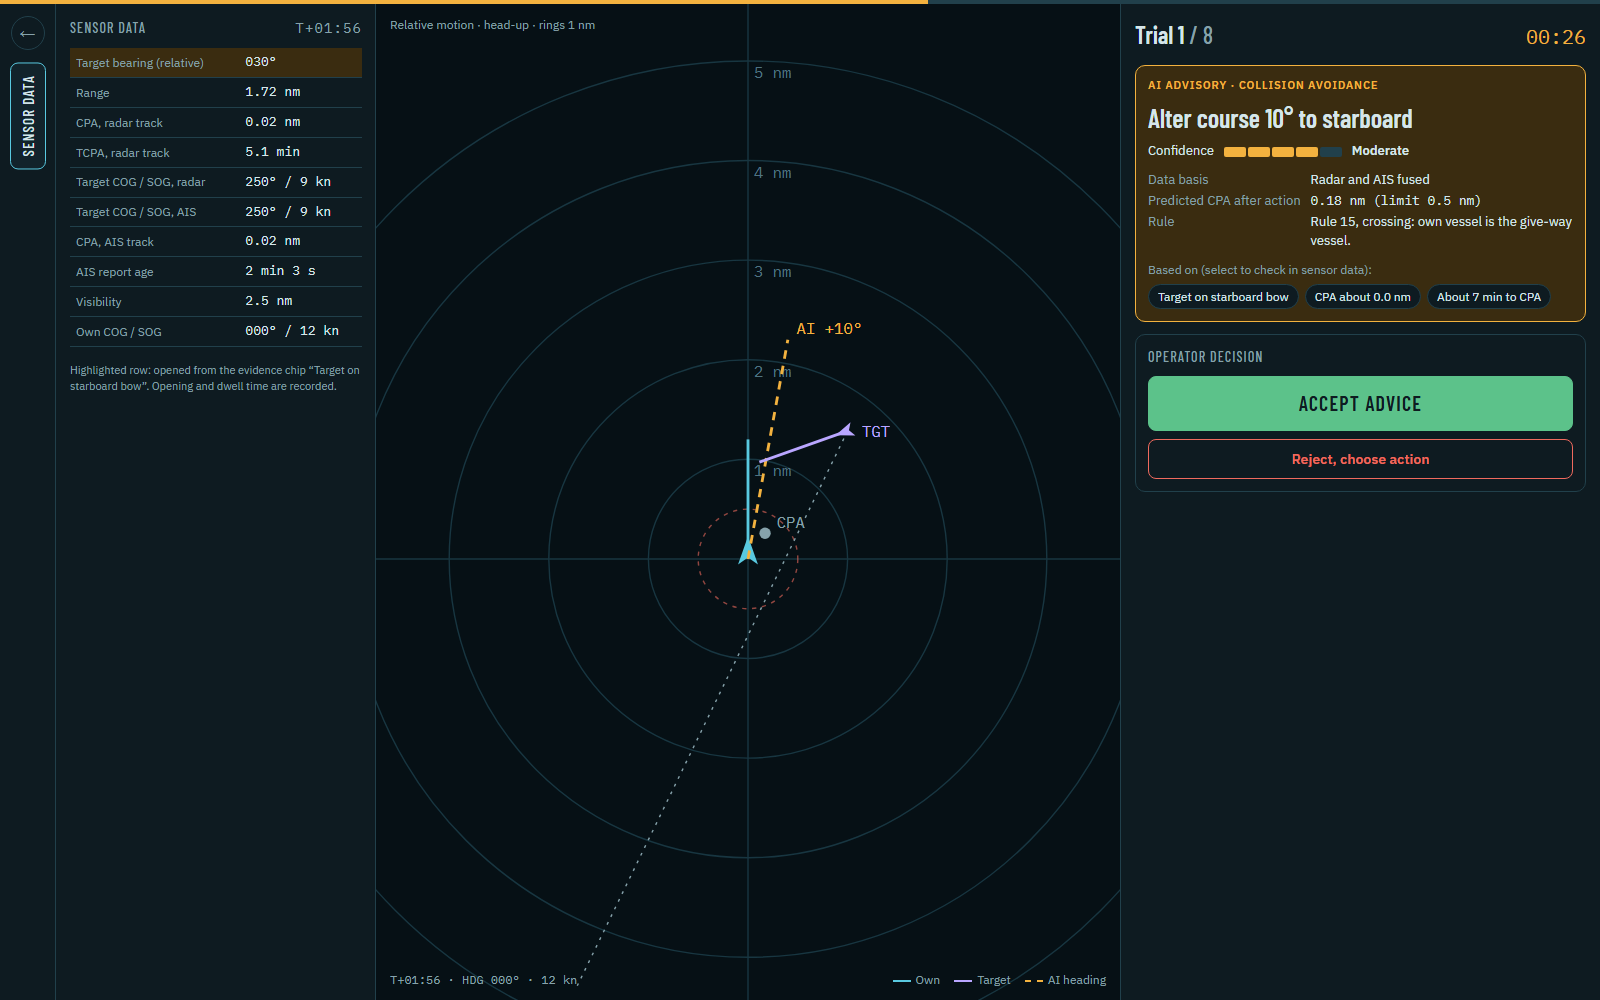 ←
SENSOR DATA
SENSOR DATA T+01:56
Target bearing (relative) 030°
Range 1.72 nm
CPA, radar track 0.02 nm
TCPA, radar track 5.1 min
Target COG / SOG, radar 250° / 9 kn
Target COG / SOG, AIS 250° / 9 kn
CPA, AIS track 0.02 nm
AIS report age 2 min 3 s
Visibility 2.5 nm
Own COG / SOG 000° / 12 kn
Highlighted row: opened from the evidence chip “Target on
starboard bow”. Opening and dwell time are recorded.
Relative motion · head-up · rings 1 nm
5 nm
4 nm
3 nm
AI +10°
2 nm
TGT
1 nm
CPA
T+01:56 · HDG 000° · 12 kn
Own Target AI heading
Trial 1 / 8 00:26
AI ADVISORY · COLLISION AVOIDANCE
Alter course 10° to starboard
Confidence Moderate
Data basis Radar and AIS fused
Predicted CPA after action 0.18 nm (limit 0.5 nm)
Rule Rule 15, crossing: own vessel is the give-way
vessel.
Based on (select to check in sensor data):
Target on starboard bow CPA about 0.0 nm About 7 min to CPA
OPERATOR DECISION
ACCEPT ADVICE
Reject, choose action